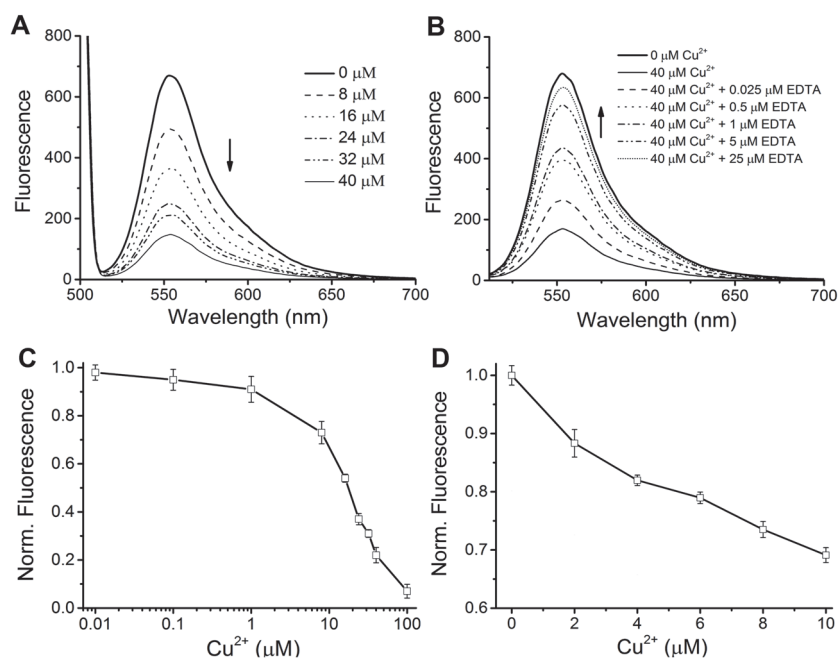 A
800
600
400
200
0
Fluorescence
500
550
600
650
700
Wavelength (nm)
0 μM
8 μM
16 μM
24 μM
32 μM
40 μM
B
800
700
600
500
400
300
200
100
0
Fluorescence
550
600
650
700
Wavelength (nm)
0 μM Cu²⁺
40 μM Cu²⁺
40 μM Cu²⁺ + 0.025 μM EDTA
40 μM Cu²⁺ + 0.5 μM EDTA
40 μM Cu²⁺ + 1 μM EDTA
40 μM Cu²⁺ + 5 μM EDTA
40 μM Cu²⁺ + 25 μM EDTA
C
1.0
0.8
0.6
0.4
0.2
0.0
Norm. Fluorescence
0.01
0.1
1
10
100
Cu²⁺ (μM)
D
1.0
0.9
0.8
0.7
0.6
Norm. Fluorescence
0
2
4
6
8
10
Cu²⁺ (μM)